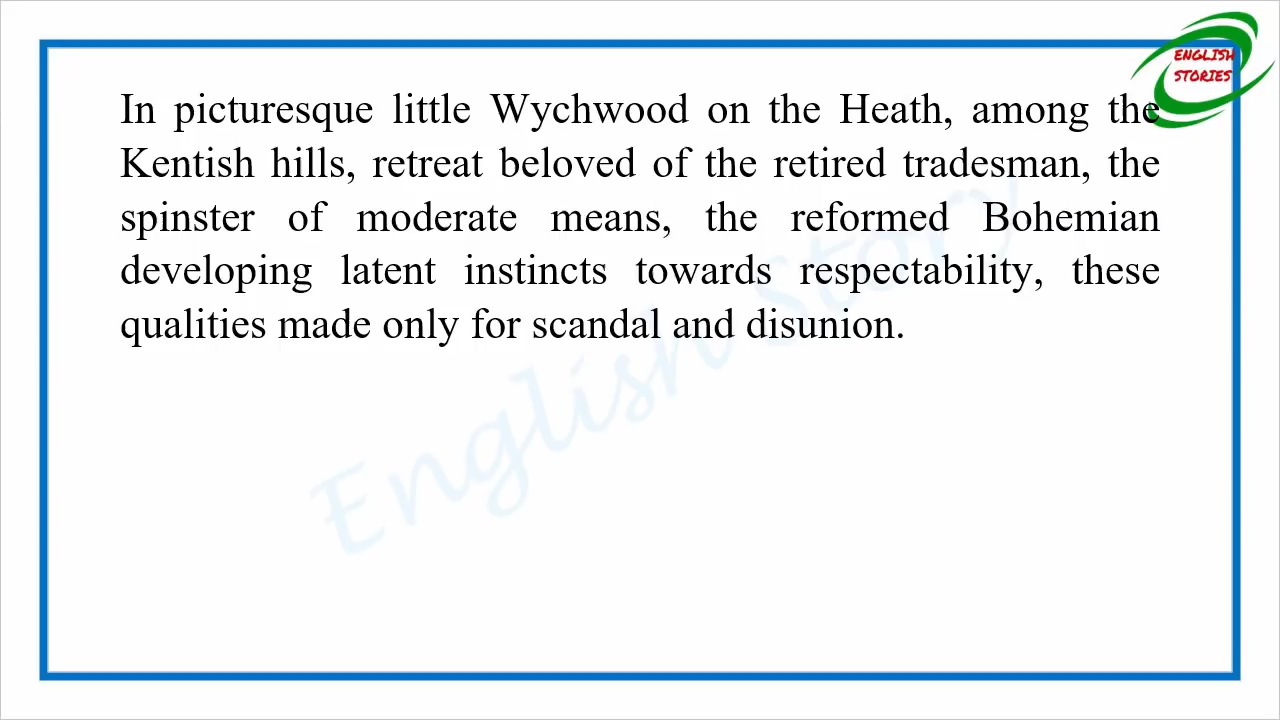 ENGLISH
STORIES
In picturesque little Wychwood on the Heath, among the
Kentish hills, retreat beloved of the retired tradesman, the
spinster of moderate means, the reformed Bohemian
developing latent instincts towards respectability, these
qualities made only for scandal and disunion.
English Story